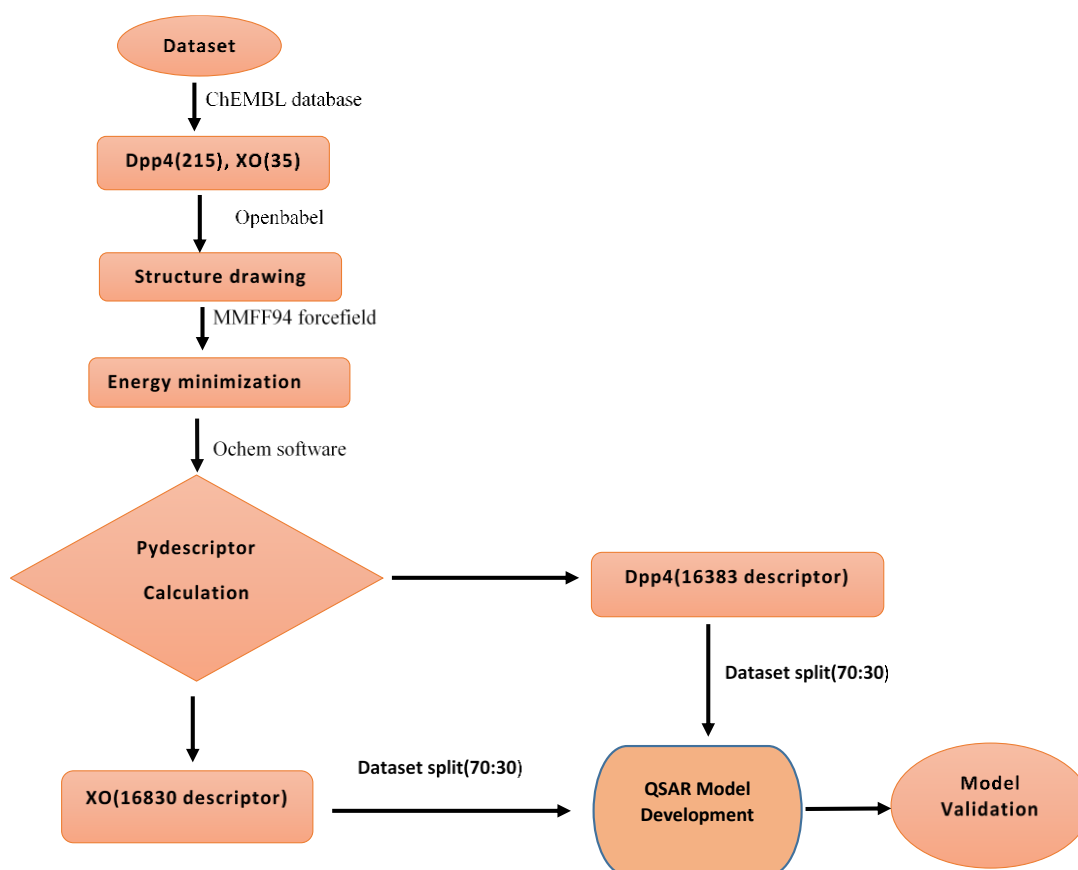 Dataset
ChEMBL database
Dpp4(215), XO(35)
Openbabel
Structure drawing
MMFF94 forcefield
Energy minimization
Ochem software
Pydescriptor
Calculation
Dpp4(16383 descriptor)
Dataset split(70:30)
XO(16830 descriptor)
Dataset split(70:30)
QSAR Model
Development
Model
Validation